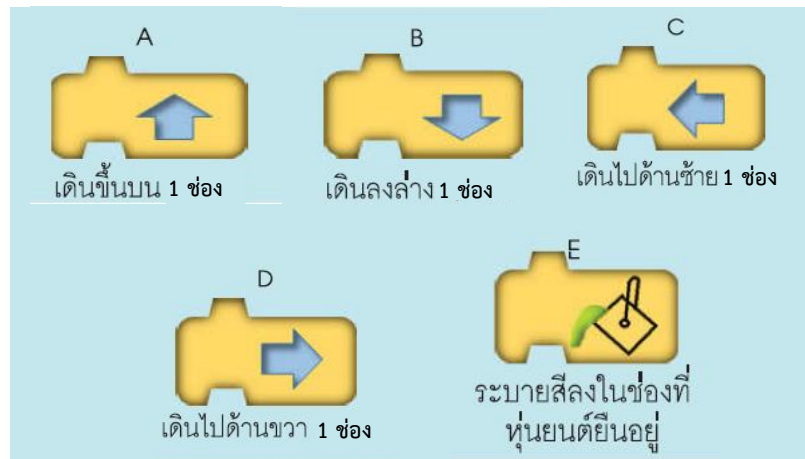 A
B
C
เดินขึ้นบน 1 ช่อง
เดินลงล่าง 1 ช่อง
เดินไปด้านซ้าย 1 ช่อง
D
E
เดินไปด้านขวา 1 ช่อง
ระบายสีลงในช่องที่
หุ่นยนต์ยืนอยู่